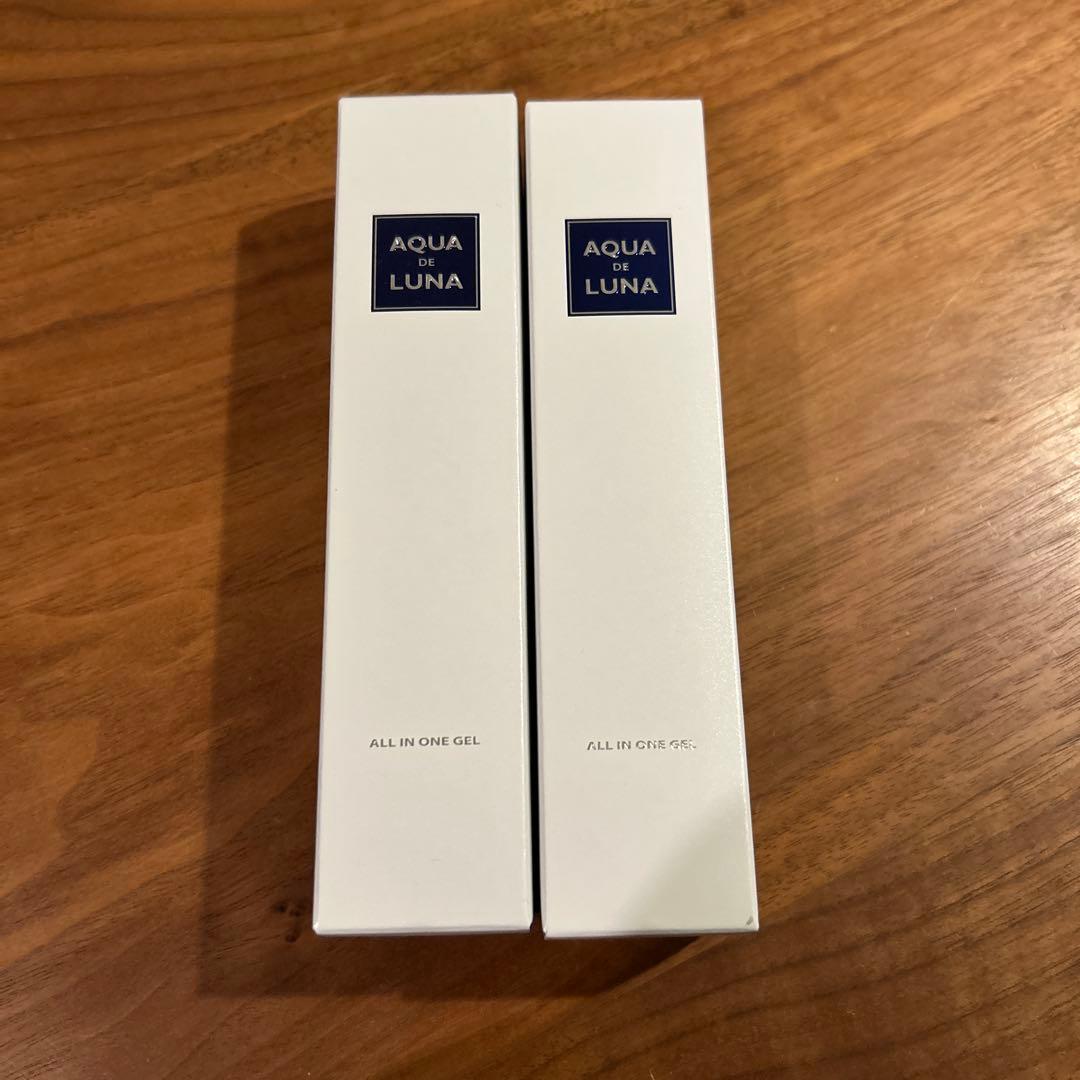 AQUA
DE
LUNA
ALL IN ONE GEL
AQUA
DE
LUNA
ALL IN ONE GEL